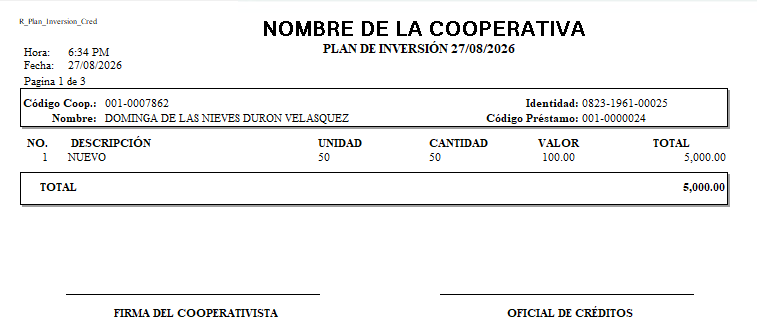 R_Plan_Inversion_Cred
NOMBRE DE LA COOPERATIVA
PLAN DE INVERSIÓN 27/08/2026
Hora: 6:34 PM
Fecha: 27/08/2026
Pagina 1 de 3
Código Coop.: 001-0007862 Identidad: 0823-1961-00025
Nombre: DOMINGA DE LAS NIEVES DURON VELASQUEZ Código Préstamo: 001-0000024
NO. DESCRIPCIÓN UNIDAD CANTIDAD VALOR TOTAL
1 NUEVO 50 50 100.00 5,000.00
TOTAL 5,000.00
FIRMA DEL COOPERATIVISTA OFICIAL DE CRÉDITOS